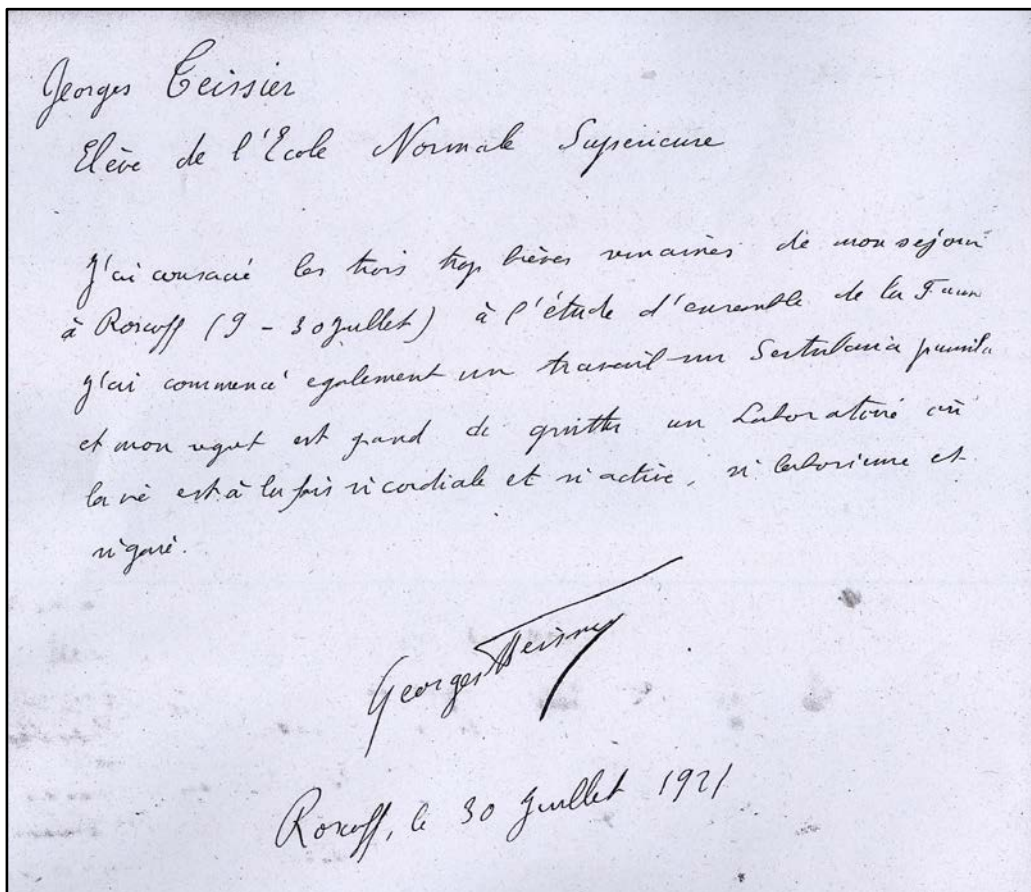 Georges Teissier
Elève de l'Ecole Normale Supérieure
J'ai consacré les trois trop brèves semaines de mon séjour
à Roscoff (9 - 30 juillet) à l'étude d'ensemble de la Faune
J'ai commencé egalement un travail sur Sertularia pumila
et mon regret est grand de quitter un Laboratoire où
la vie est à la fois si cordiale et si active, si laborieuse et
si gaie.
Georges Teissier
Roscoff, le 30 Juillet 1921